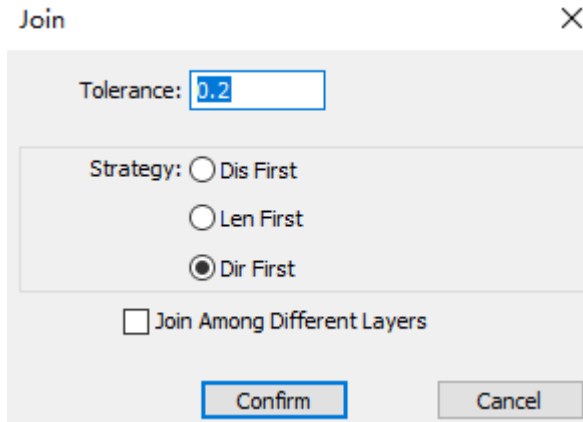 Join
Tolerance: 0.2
Strategy: Dis First
Len First
Dir First
Join Among Different Layers
Confirm Cancel